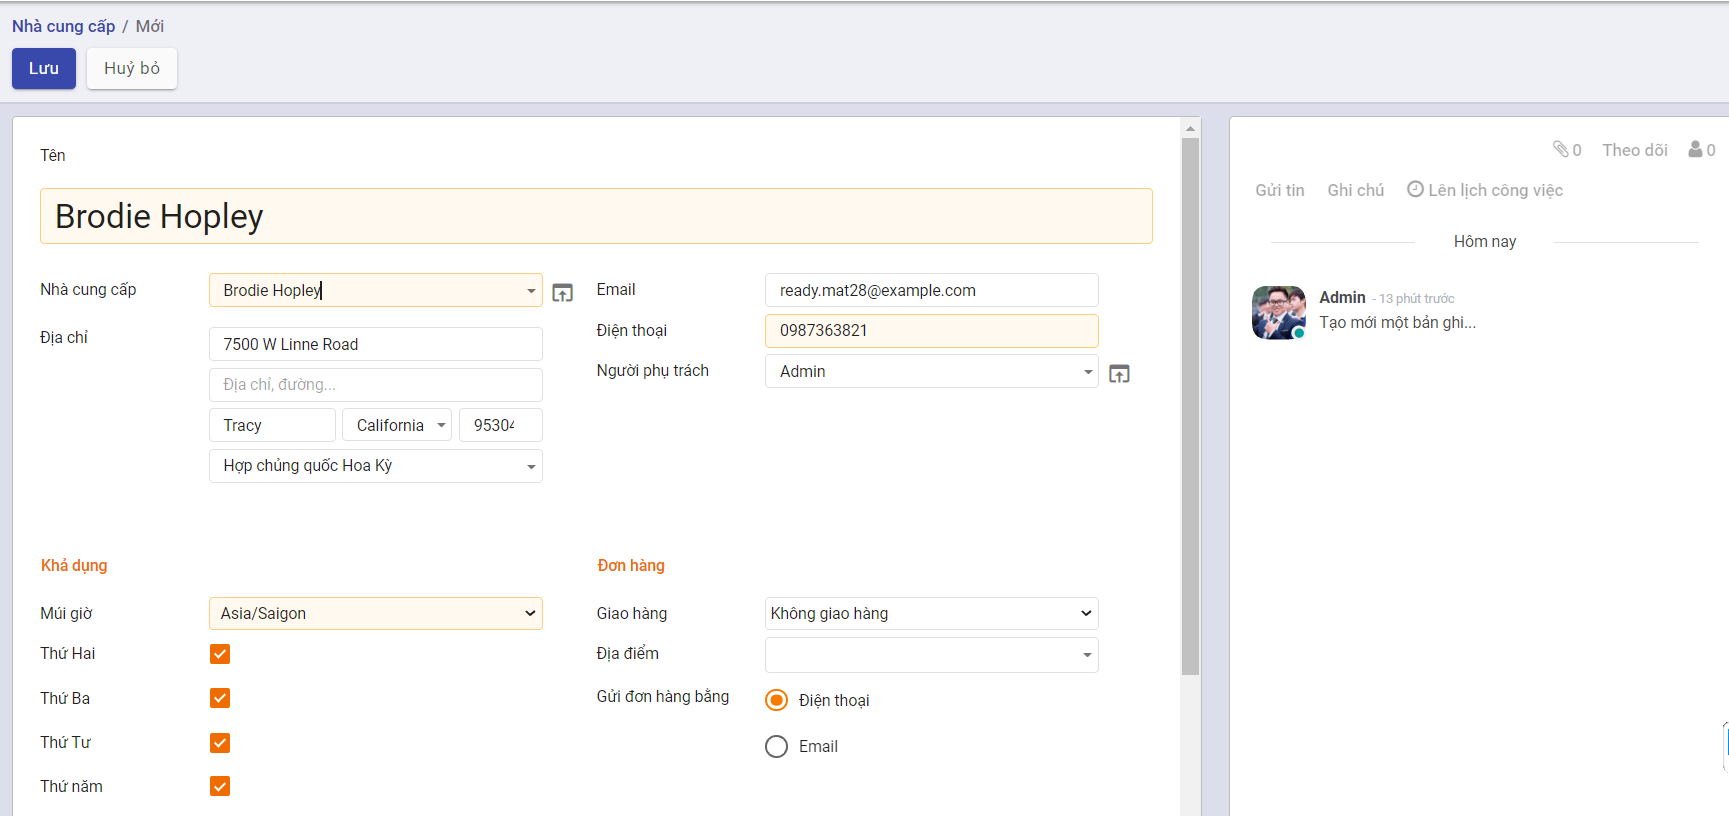 Nhà cung cấp / Mới
Lưu
Huỷ bỏ
Tên
Brodie Hopley
Nhà cung cấp
Brodie Hopley
Địa chỉ
7500 W Linne Road
Địa chỉ, đường...
Tracy
California
95304
Hợp chủng quốc Hoa Kỳ
Email
ready.mat28@example.com
Điện thoại
0987363821
Người phụ trách
Admin
Khả dụng
Múi giờ
Asia/Saigon
Thứ Hai
Thứ Ba
Thứ Tư
Thứ năm
Đơn hàng
Giao hàng
Không giao hàng
Địa điểm
Gửi đơn hàng bằng
Điện thoại
Email
0 Theo dõi 0
Gửi tin Ghi chú Lên lịch công việc
Hôm nay
Admin - 13 phút trước
Tạo mới một bản ghi...